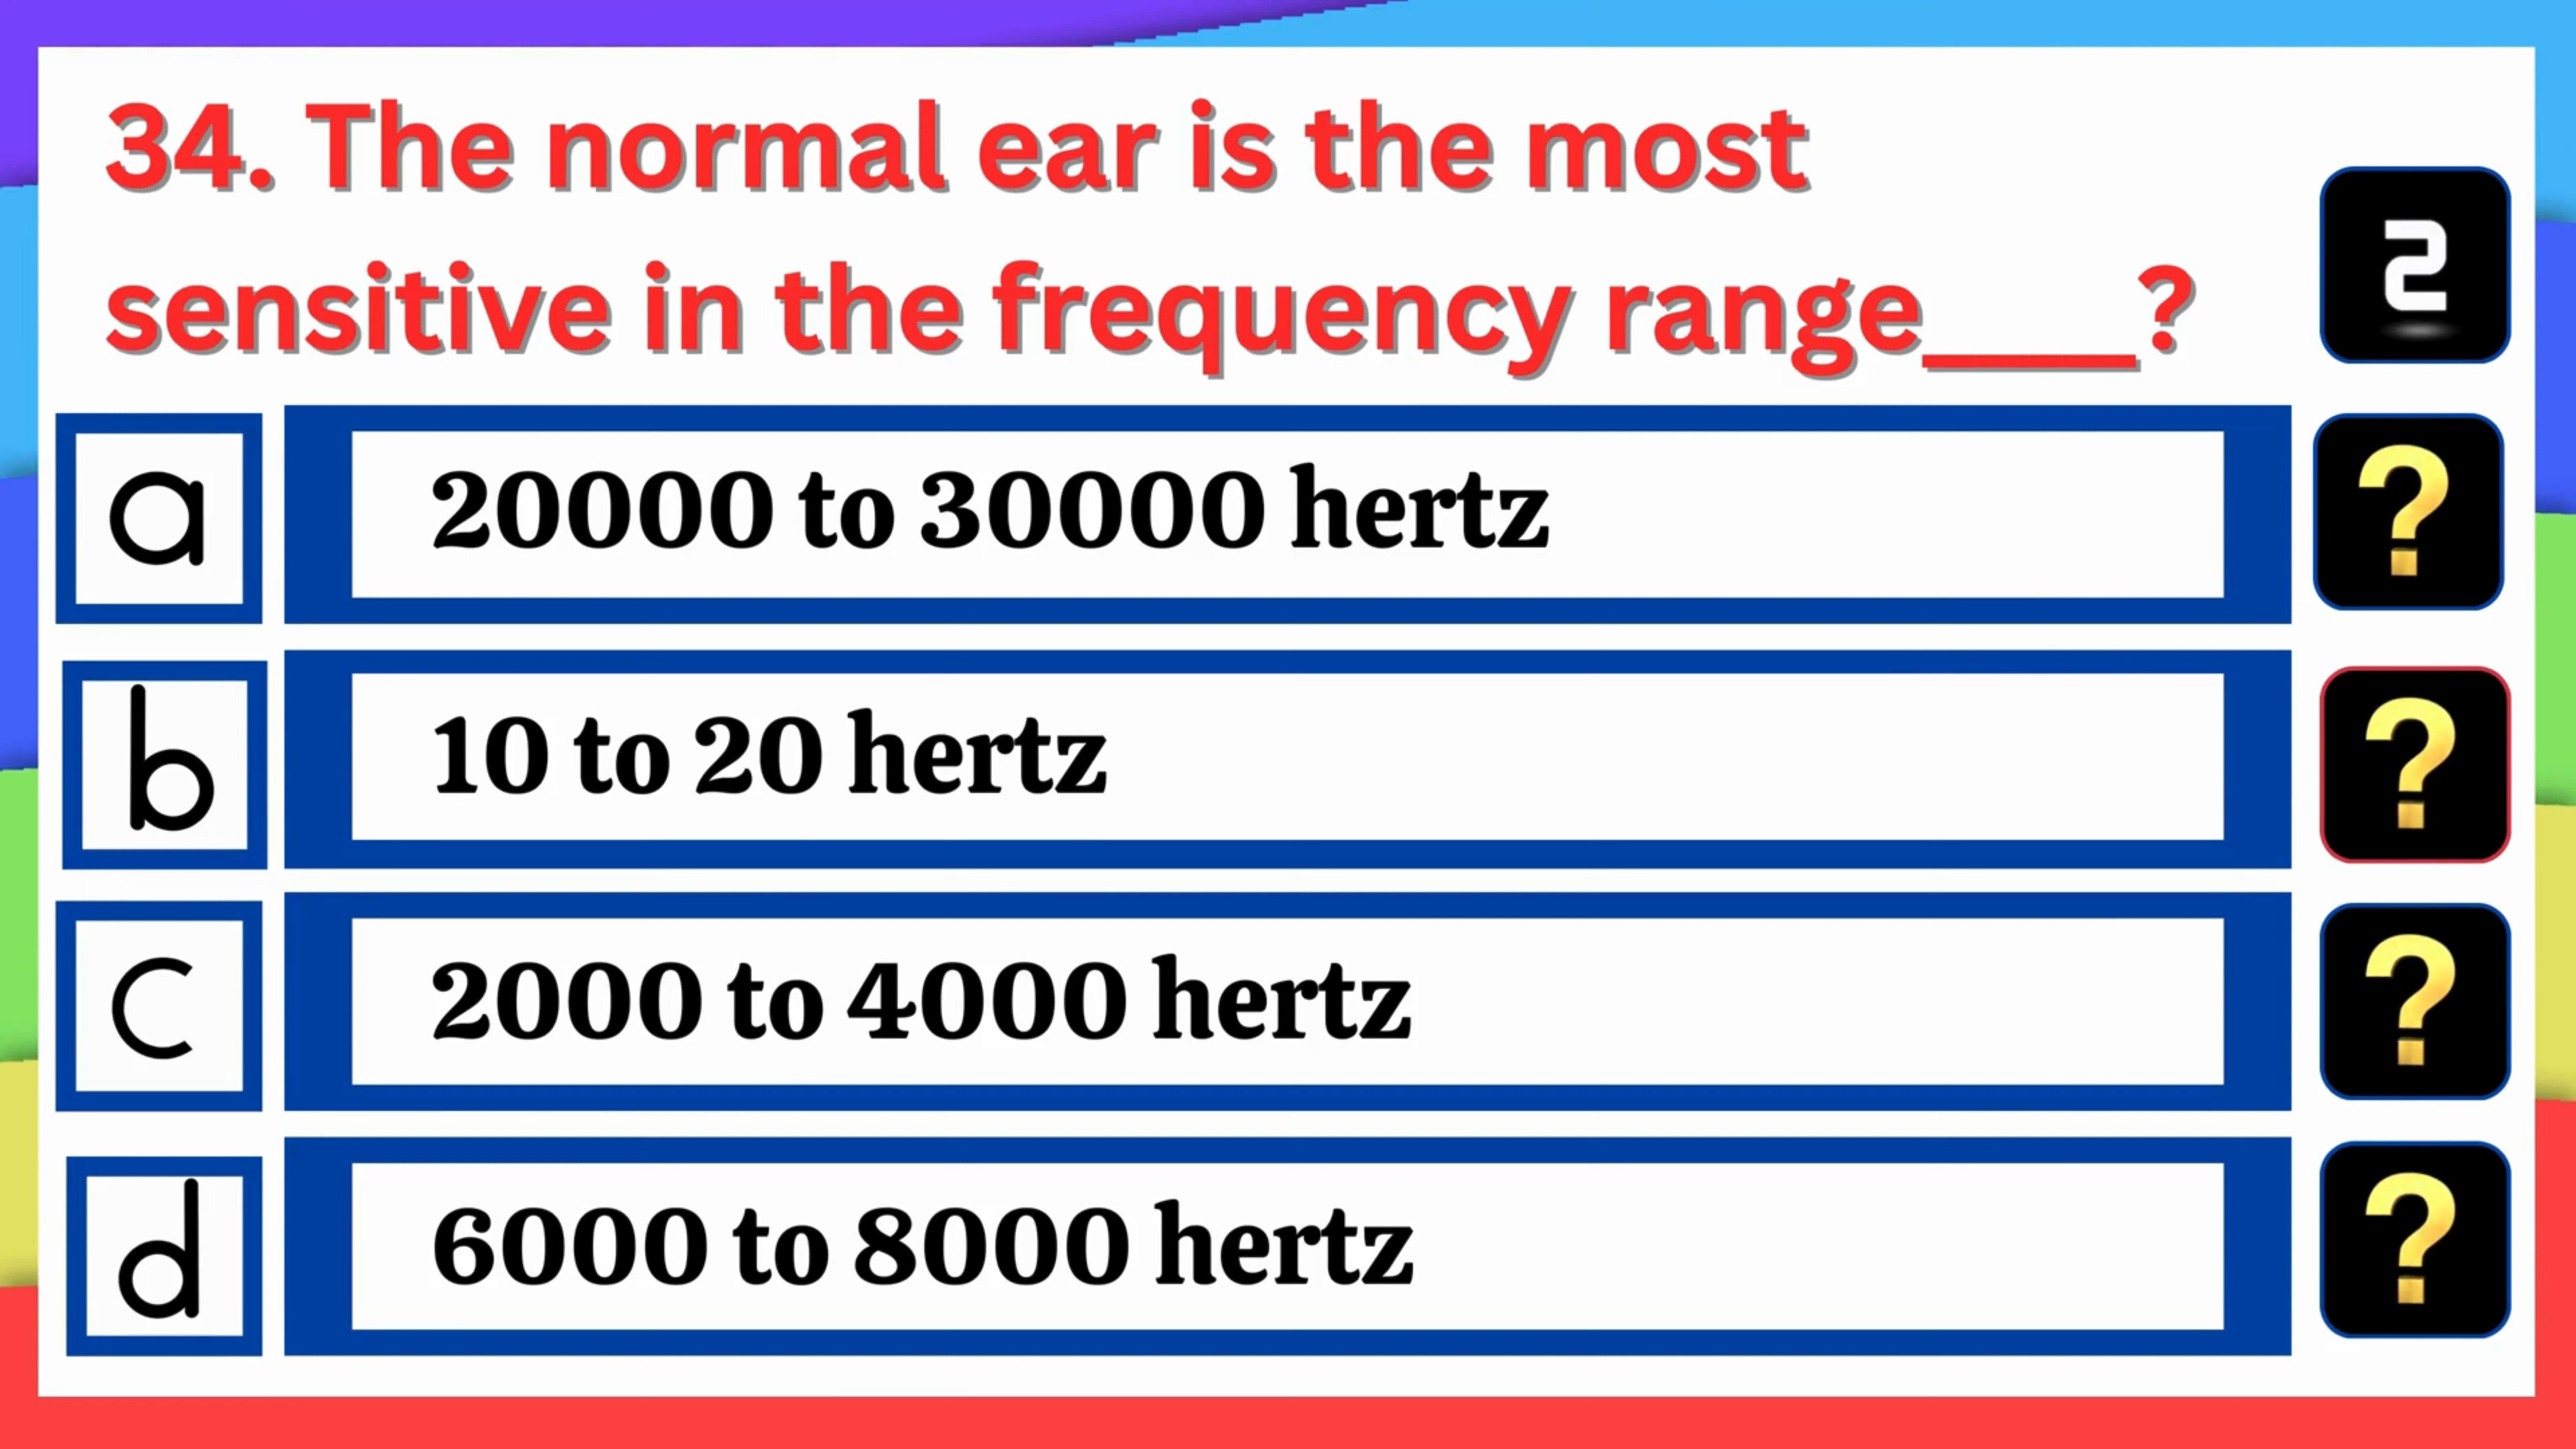 34. The normal ear is the most
sensitive in the frequency range____?
2
a
20000 to 30000 hertz
?
b
10 to 20 hertz
?
c
2000 to 4000 hertz
?
d
6000 to 8000 hertz
?